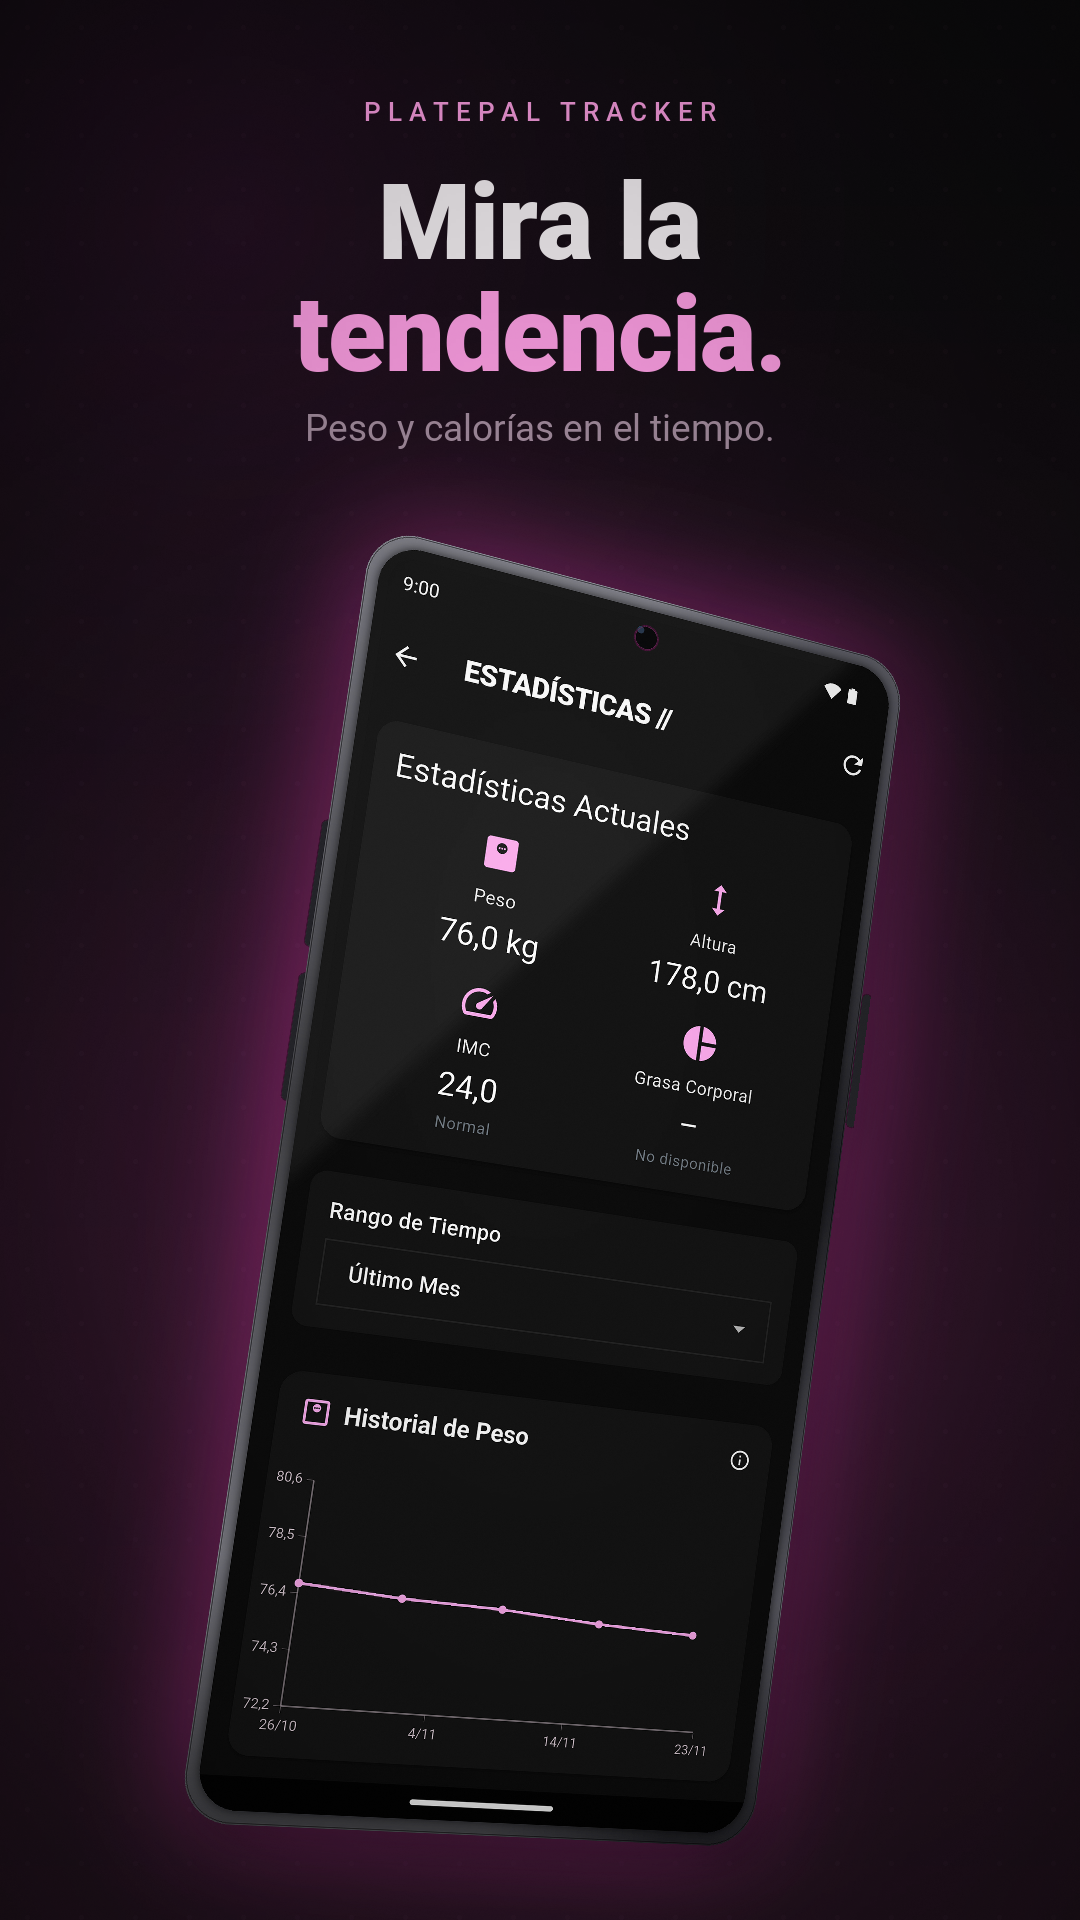 PLATEPAL TRACKER
Mira la
tendencia.
Peso y calorías en el tiempo.
9:00
ESTADÍSTICAS //
Estadísticas Actuales
Peso
76,0 kg
Altura
178,0 cm
IMC
24,0
Normal
Grasa Corporal
–
No disponible
Rango de Tiempo
Último Mes
Historial de Peso
80,6
78,5
76,4
74,3
72,2
26/10
4/11
14/11
23/11